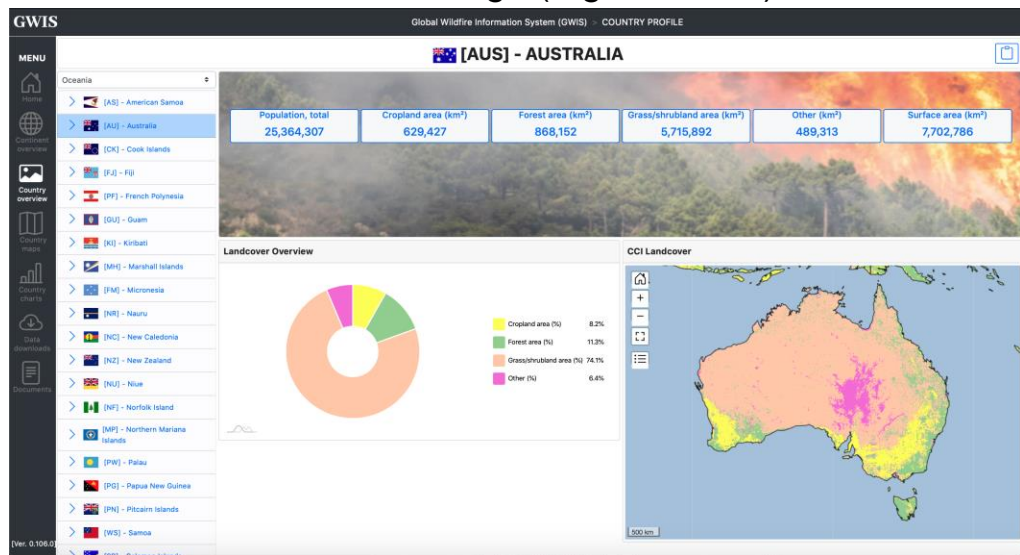 GWIS
Global Wildfire Information System (GWIS) > COUNTRY PROFILE
MENU
Home
Continent
overview
Country
overview
Country
maps
Country
charts
Data
downloads
Documents
[Ver. 0.106.0]
[AUS] - AUSTRALIA
Oceania
[AS] - American Samoa
[AU] - Australia
[CK] - Cook Islands
[FJ] - Fiji
[PF] - French Polynesia
[GU] - Guam
[KI] - Kiribati
[MH] - Marshall Islands
[FM] - Micronesia
[NR] - Nauru
[NC] - New Caledonia
[NZ] - New Zealand
[NU] - Niue
[NF] - Norfolk Island
[MP] - Northern Mariana
Islands
[PW] - Palau
[PG] - Papua New Guinea
[PN] - Pitcairn Islands
[WS] - Samoa
Population, total
25,364,307
Cropland area (km²)
629,427
Forest area (km²)
868,152
Grass/shrubland area (km²)
5,715,892
Other (km²)
489,313
Surface area (km²)
7,702,786
Landcover Overview
Cropland area (%) 8.2%
Forest area (%) 11.3%
Grass/shrubland area (%) 74.1%
Other (%) 6.4%
CCI Landcover
500 km